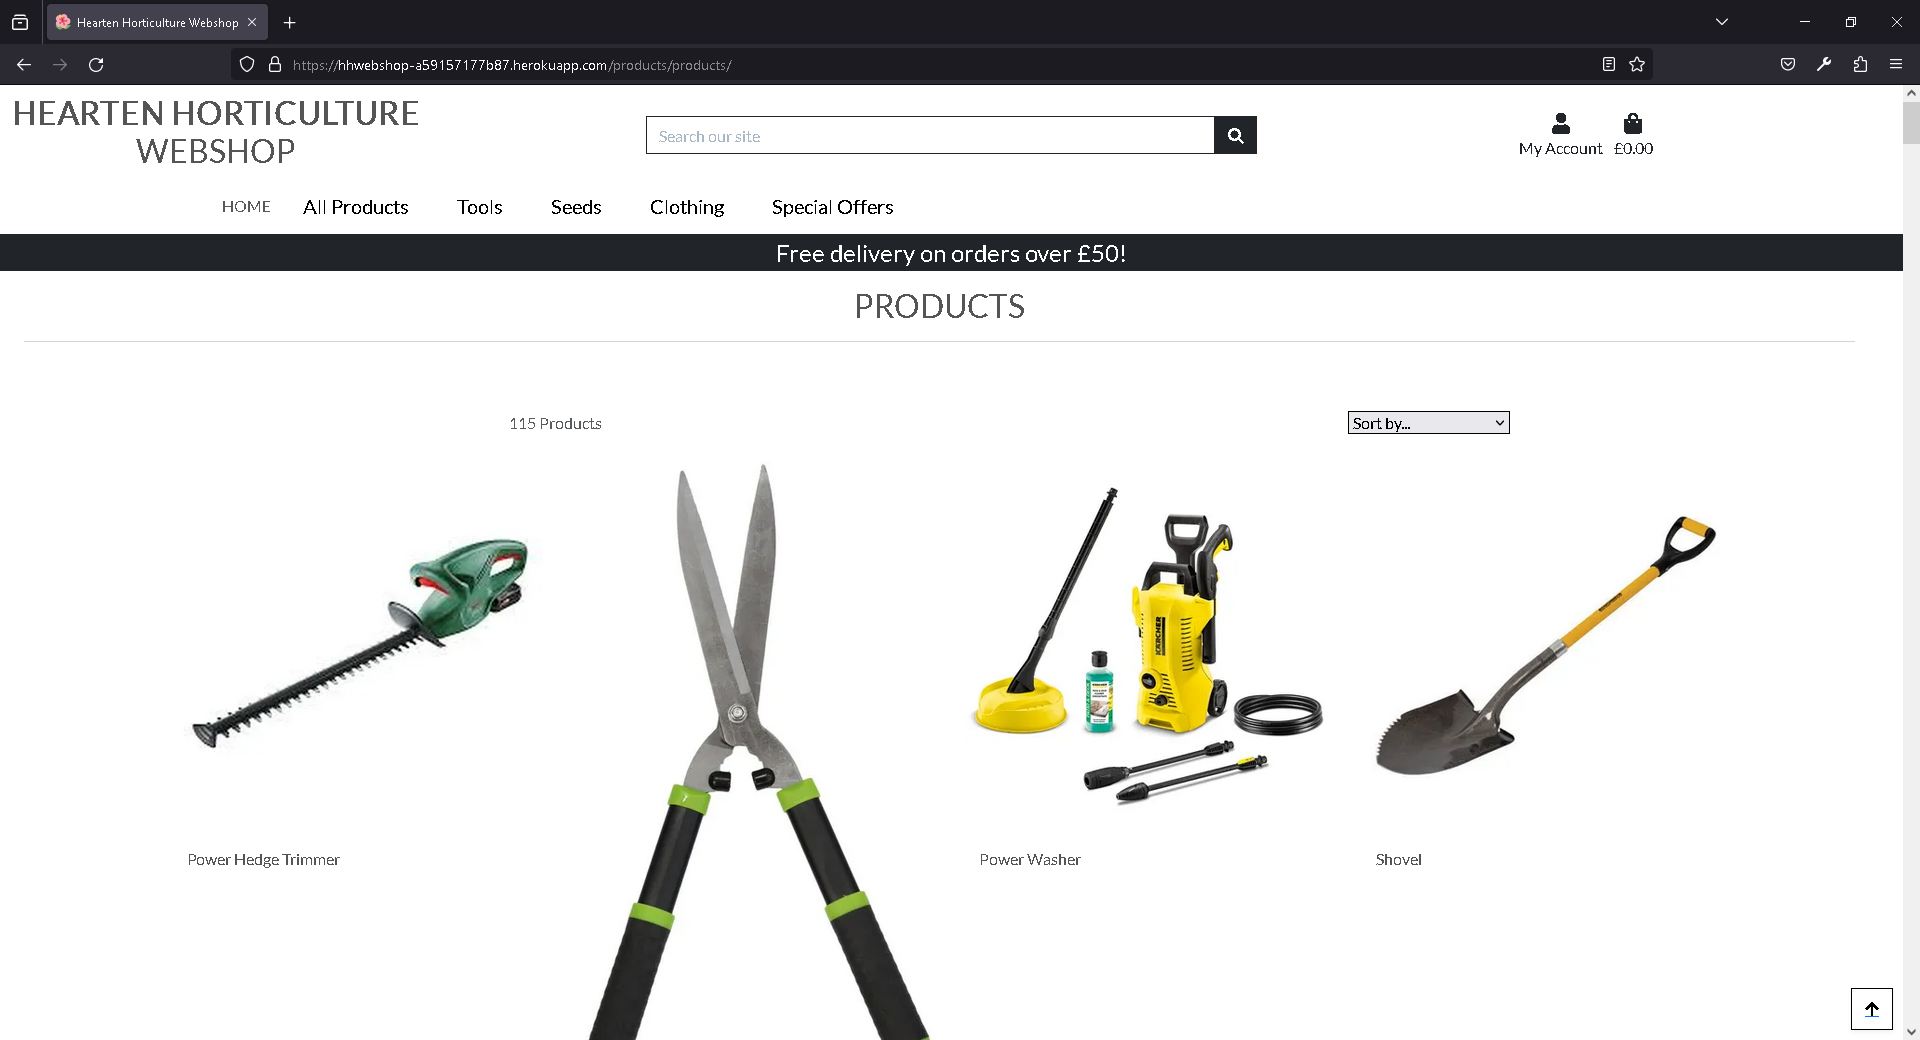 Hearten Horticulture Webshop
https://hhwebshop-a59157177b87.herokuapp.com/products/products/
HEARTEN HORTICULTURE
WEBSHOP
Search our site
My Account
£0.00
HOME
All Products
Tools
Seeds
Clothing
Special Offers
Free delivery on orders over £50!
PRODUCTS
115 Products
Sort by...
KARCHER
Power Hedge Trimmer
Power Washer
Shovel